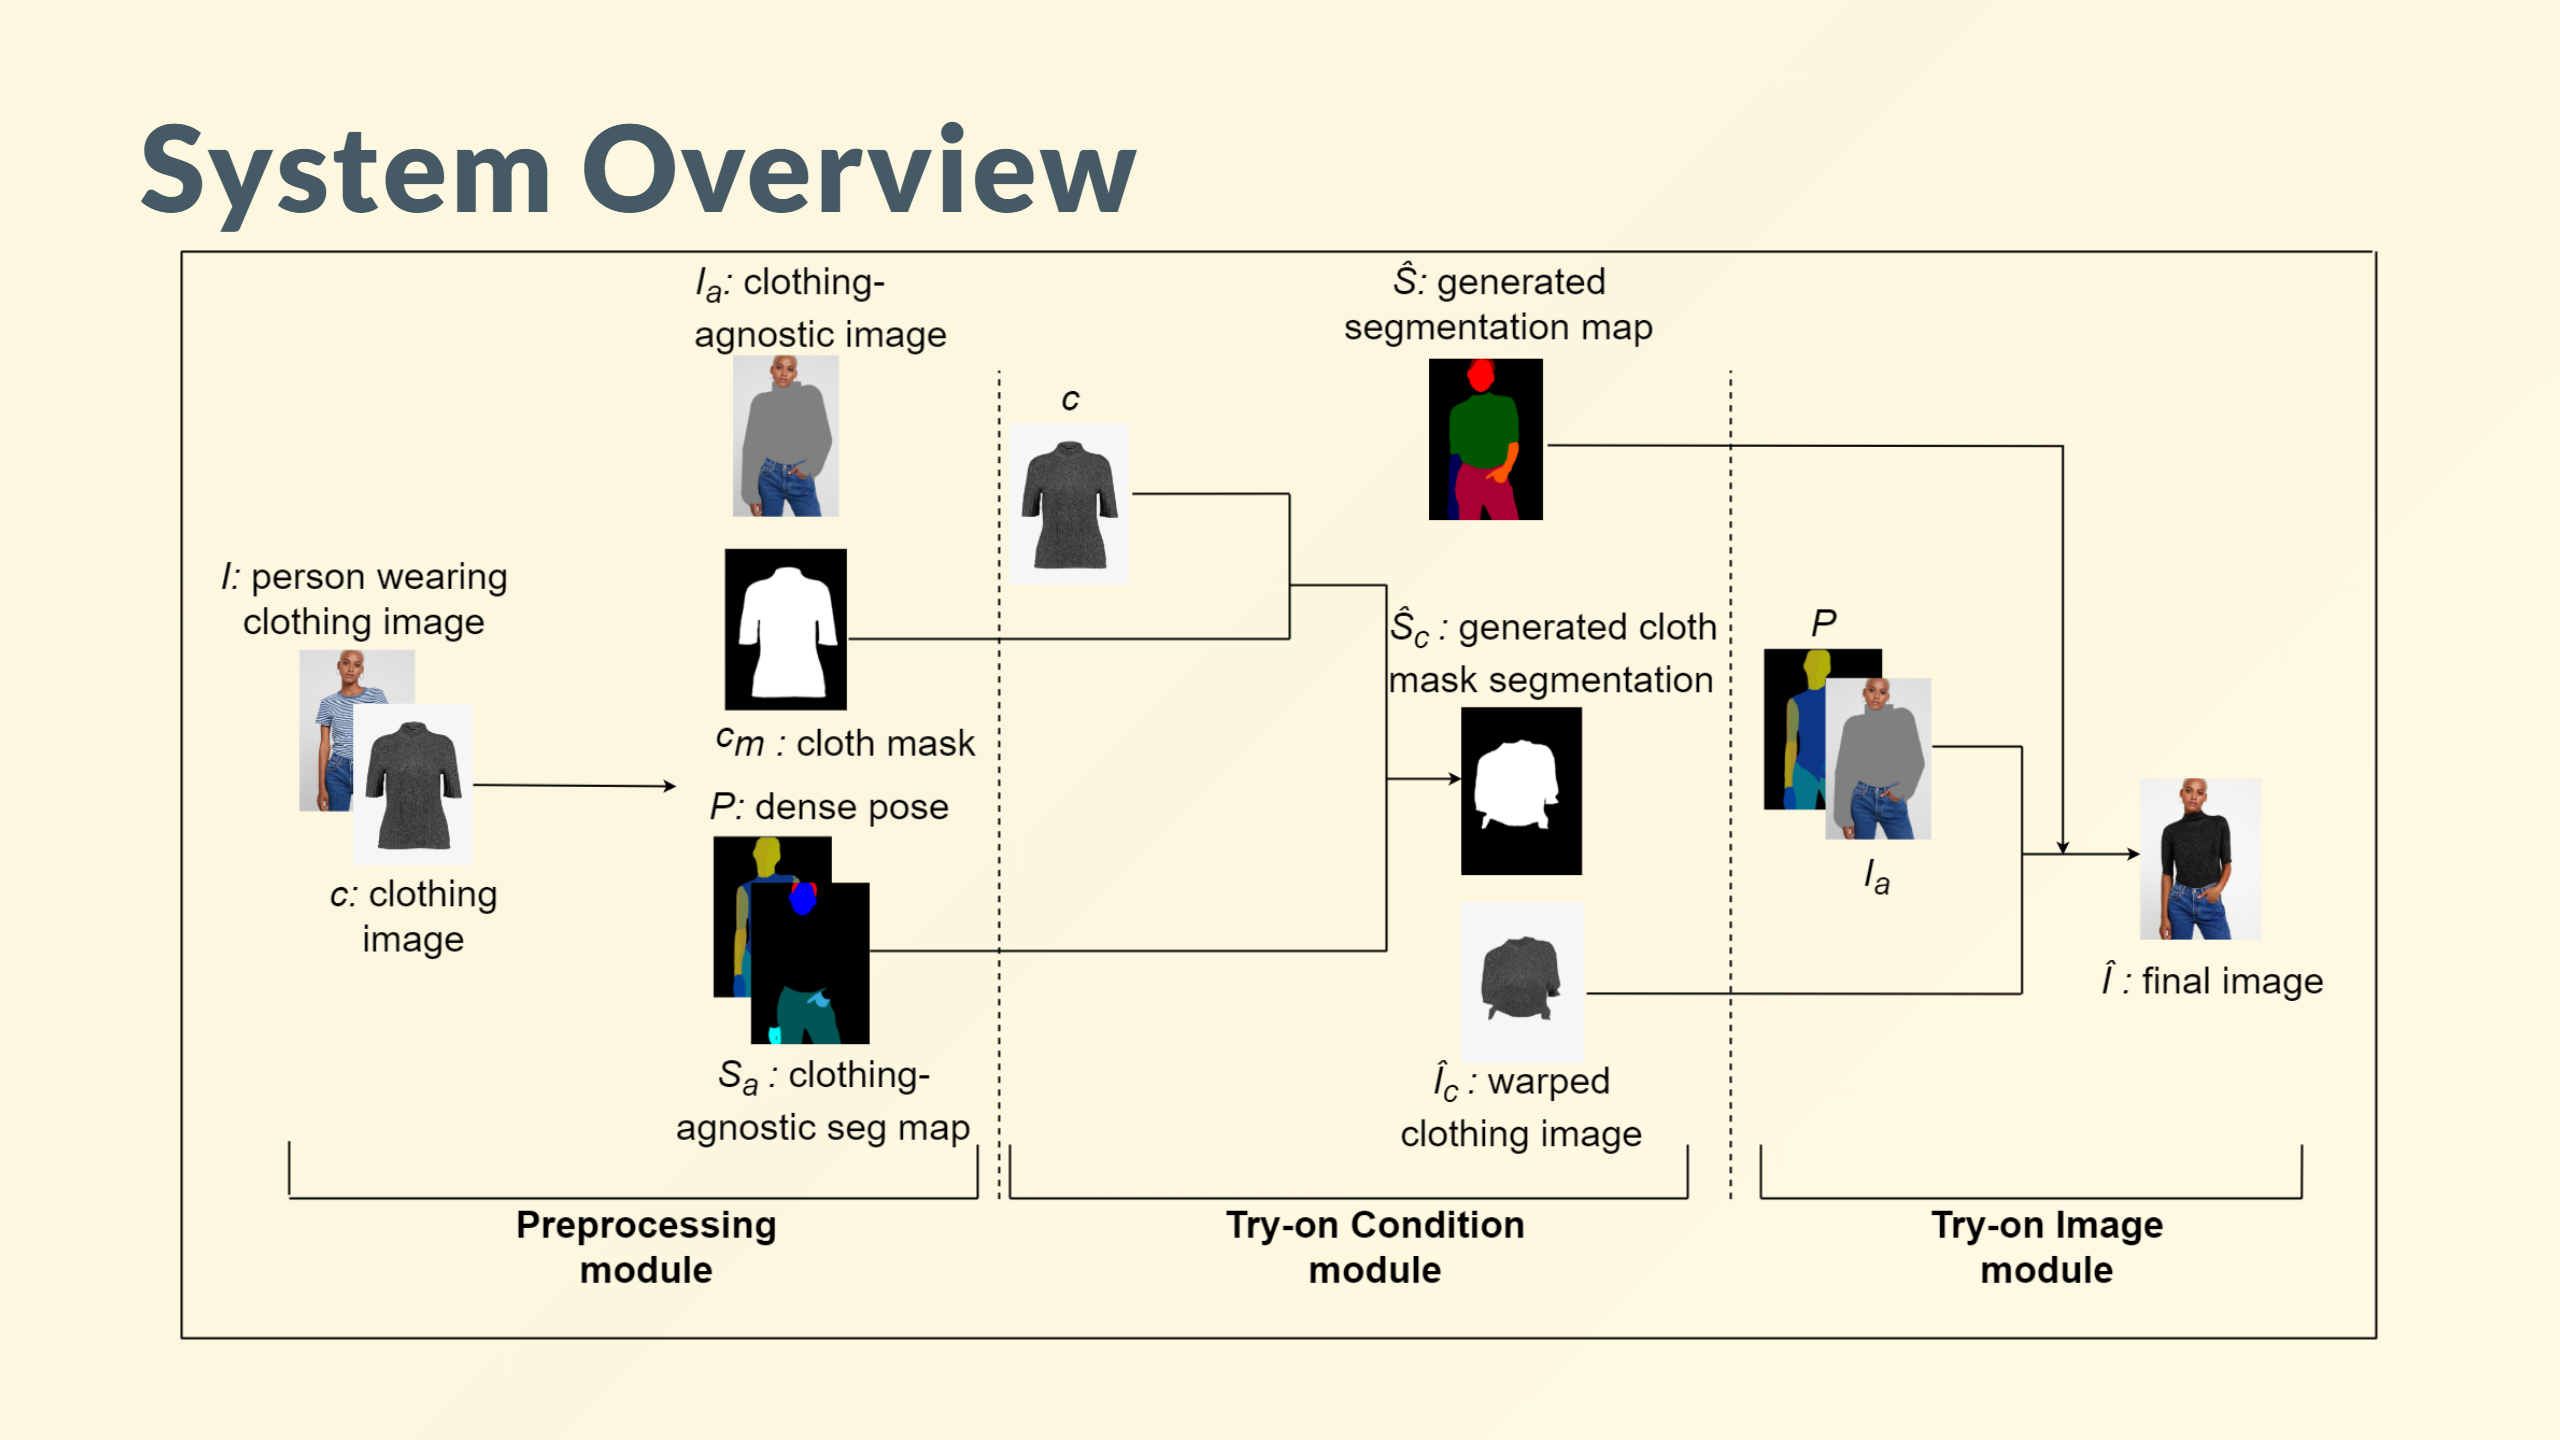 System Overview
I: person wearing
clothing image
c: clothing
image
Iₐ: clothing-
agnostic image
cₘ : cloth mask
P: dense pose
Sₐ : clothing-
agnostic seg map
Preprocessing
module
c
Ŝ: generated
segmentation map
Ŝc : generated cloth
mask segmentation
Îc : warped
clothing image
Try-on Condition
module
P
Iₐ
Î : final image
Try-on Image
module